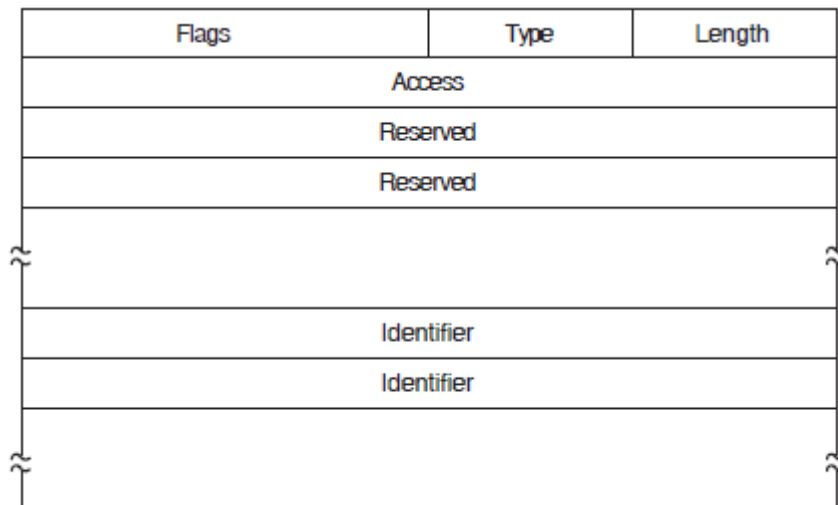 Flags Type Length
Access
Reserved
Reserved
Identifier
Identifier